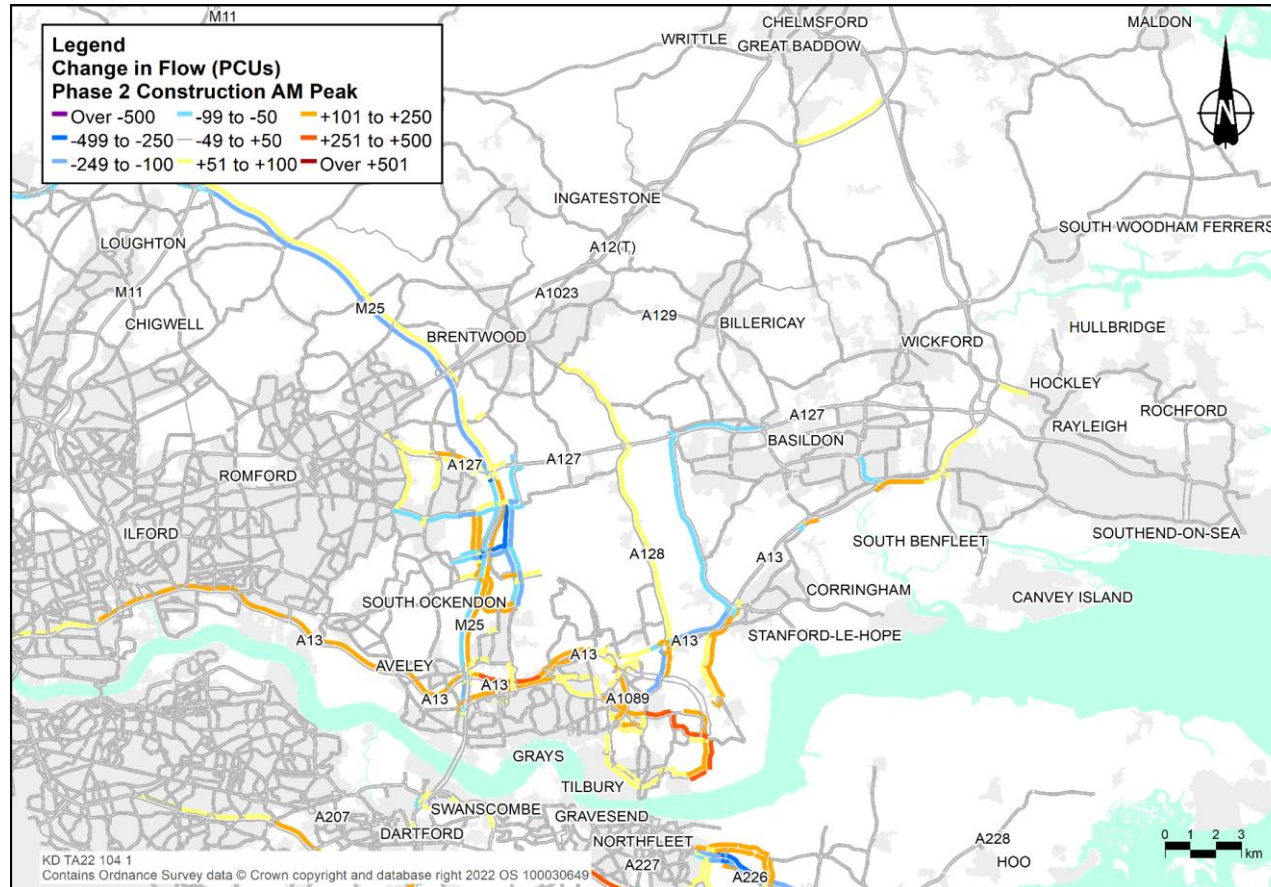 M11
CHELMSFORD
MALDON
WRITTLE
GREAT BADDOW
Legend
Change in Flow (PCUs)
Phase 2 Construction AM Peak
Over -500
-99 to -50
+101 to +250
-499 to -250
-49 to +50
+251 to +500
-249 to -100
+51 to +100
Over +501
N
INGATESTONE
SOUTH WOODHAM FERRERS
LOUGHTON
A12(T)
M11
M25
A1023
CHIGWELL
A129
BILLERICAY
HULLBRIDGE
BRENTWOOD
WICKFORD
HOCKLEY
ROCHFORD
A127
RAYLEIGH
BASILDON
A127
A127
ROMFORD
ILFORD
SOUTHEND-ON-SEA
SOUTH BENFLEET
A128
A13
CORRINGHAM
CANVEY ISLAND
SOUTH OCKENDON
M25
STANFORD-LE-HOPE
A13
A13
A13
AVELEY
A13
A13
A1089
GRAYS
TILBURY
SWANSCOMBE
GRAVESEND
A207
DARTFORD
NORTHFLEET
A228
HOO
A227
A226
0 1 2 3
km
KD TA22 104 1
Contains Ordnance Survey data © Crown copyright and database right 2022 OS 100030649